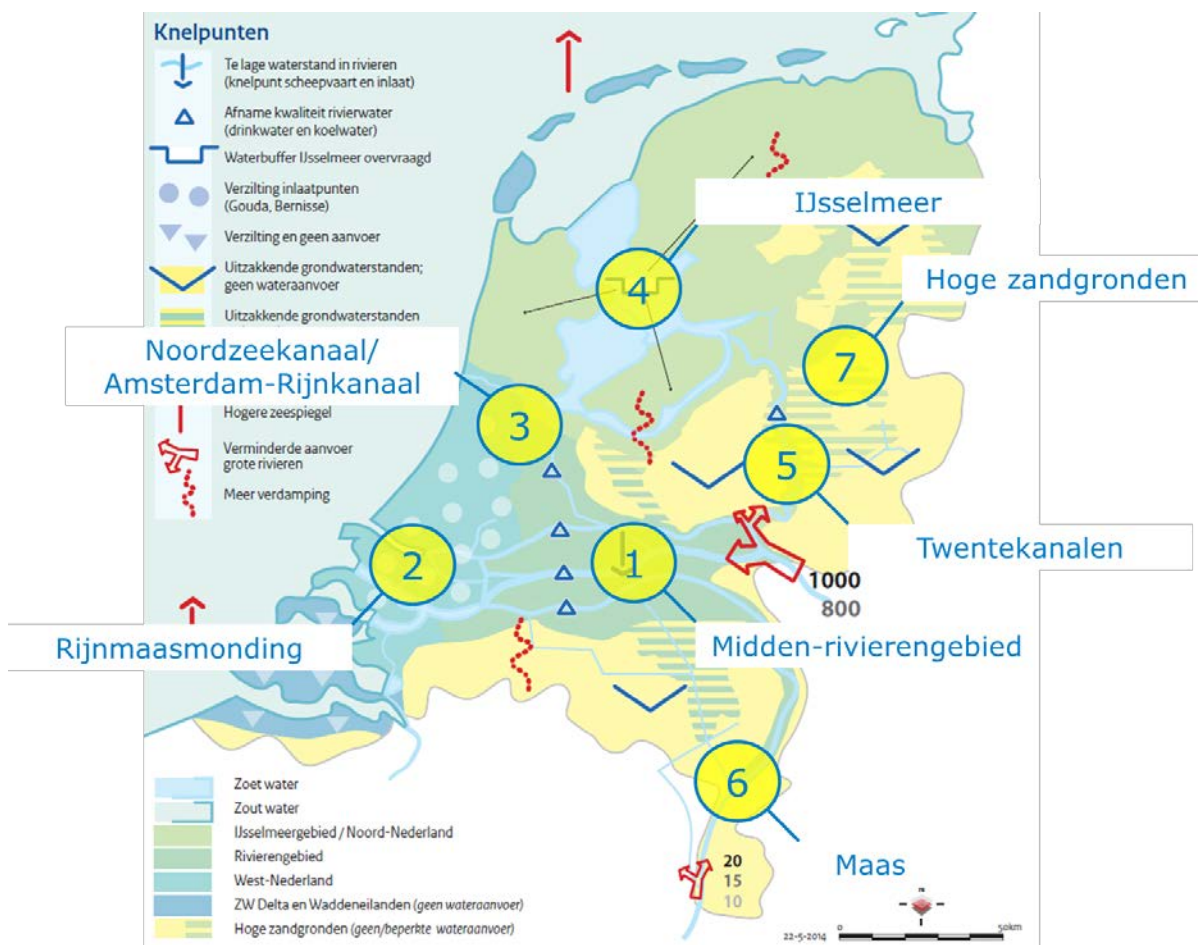 Knelpunten
Te lage waterstand in rivieren
(knelpunt scheepvaart en inlaat)
Afname kwaliteit rivierwater
(drinkwater en koelwater)
Waterbuffer IJsselmeer overvraagd
Verzilting inlaatpunten
(Gouda, Bernisse)
Verzilting en geen aanvoer
Uitzakkende grondwaterstanden;
geen wateraanvoer
Uitzakkende grondwaterstanden
Noordzeekanaal/
Amsterdam-Rijnkanaal
Hogere zeespiegel
Verminderde aanvoer
grote rivieren
Meer verdamping
IJsselmeer
4
Hoge zandgronden
7
3
5
Twentekanalen
2
1
1000
800
Rijnmaasmonding
Midden-rivierengebied
6
Maas
20
15
10
Zoet water
Zout water
IJsselmeergebied / Noord-Nederland
Rivierengebied
West-Nederland
ZW Delta en Waddeneilanden (geen wateraanvoer)
Hoge zandgronden (geen/beperkte wateraanvoer)
22-5-2014
0 50km